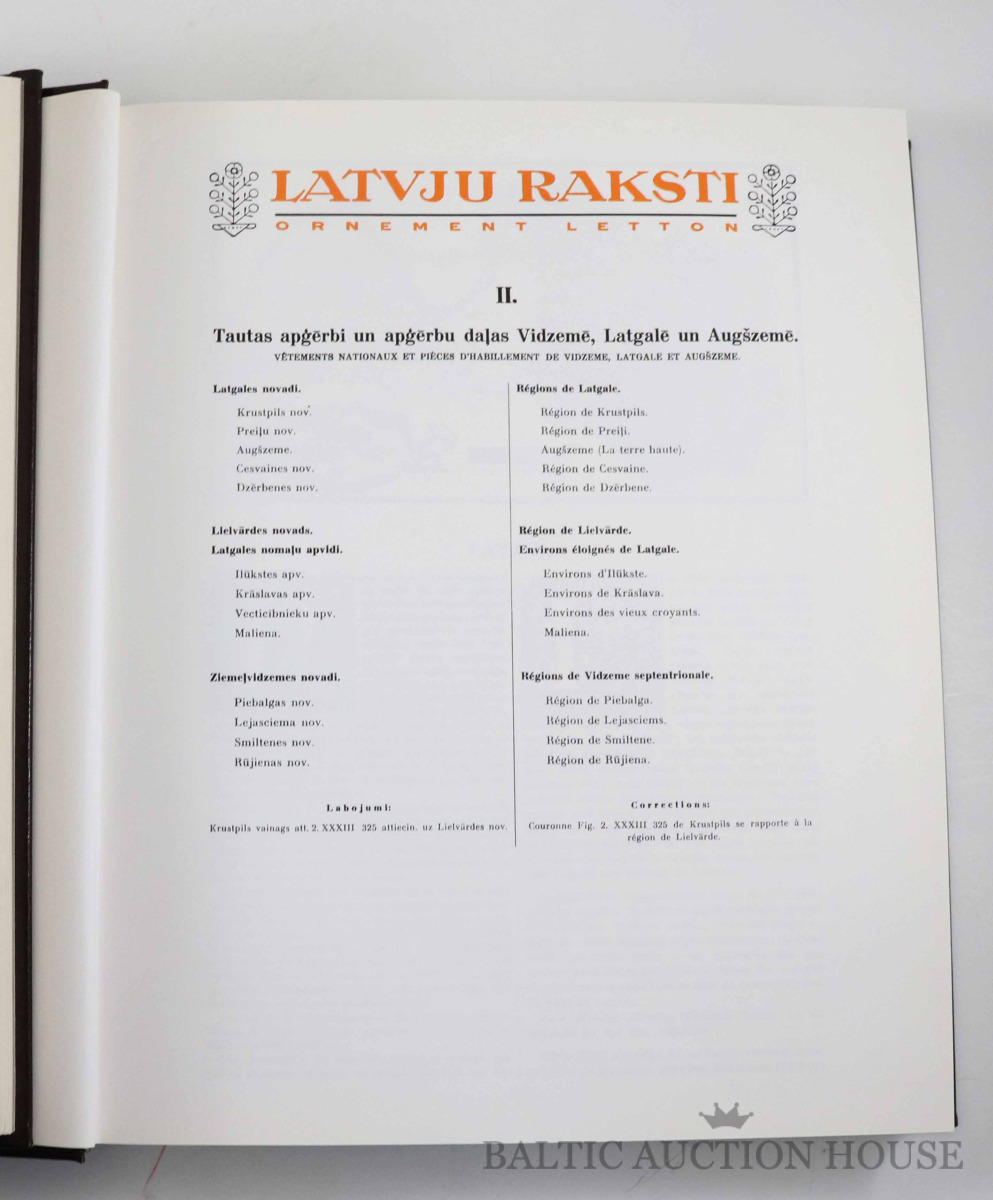 LATVJU RAKSTI
ORNEMENT LETTON
II.
Tautas apģērbi un apģērbu daļas Vidzemē, Latgalē un Augšzemē.
VÊTEMENTS NATIONAUX ET PIÈCES D'HABILLEMENT DE VIDZEME, LATGALE ET AUGŠZEME.
Latgales novadi.
Krustpils nov.
Preiļu nov.
Augšzeme.
Cesvaines nov.
Dzērbenes nov.
Lielvārdes novads.
Latgales nomaļu apvidi.
Ilūkstes apv.
Krāslavas apv.
Vecticībnieku apv.
Maliena.
Ziemeļvidzemes novadi.
Piebalgas nov.
Lejasciema nov.
Smiltenes nov.
Rūjienas nov.
Labojumi:
Krustpils vainags att. 2. XXXIII 325 attiecin. uz Lielvārdes nov.
Régions de Latgale.
Région de Krustpils.
Région de Preiļi.
Augšzeme (La terre haute).
Région de Cesvaine.
Région de Dzērbene.
Région de Lielvārde.
Environs éloignés de Latgale.
Environs d'Ilūkste.
Environs de Krāslava.
Environs des vieux croyants.
Maliena.
Régions de Vidzeme septentrionale.
Région de Piebalga.
Région de Lejasciems.
Région de Smiltene.
Région de Rūjiena.
Corrections:
Couronne Fig. 2. XXXIII 325 de Krustpils se rapporte à la
région de Lielvārde.
BALTIC AUCTION HOUSE